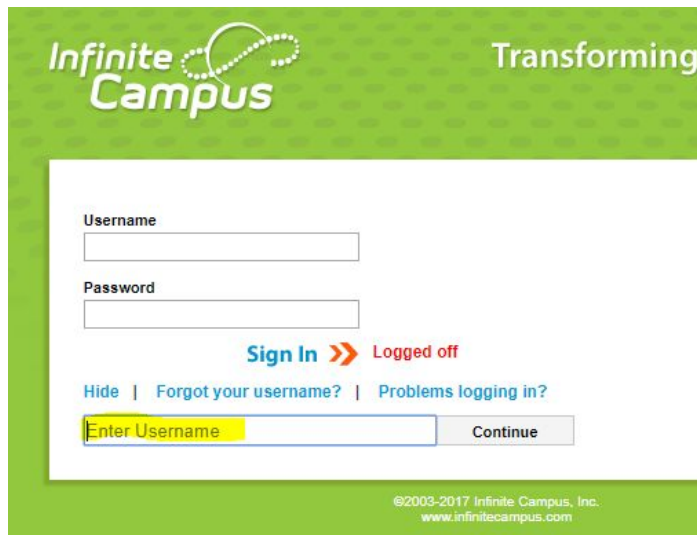 Infinite
Campus
Transforming
Username
Password
Sign In Logged off
Hide | Forgot your username? | Problems logging in?
Enter Username Continue
©2003-2017 Infinite Campus, Inc.
www.infinitecampus.com